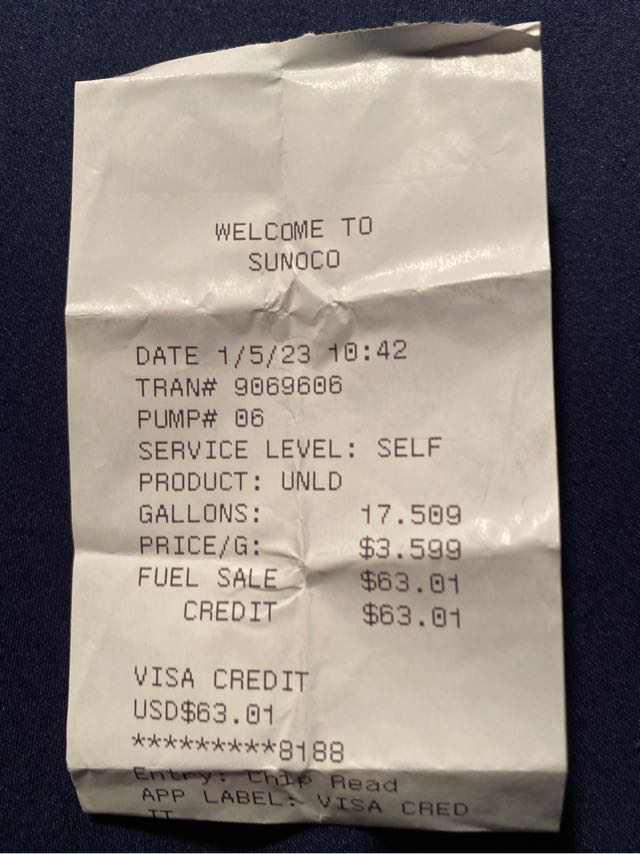 WELCOME TO
SUNOCO
DATE 1/5/23 10:42
TRAN# 9069606
PUMP# 06
SERVICE LEVEL: SELF
PRODUCT: UNLD
GALLONS: 17.509
PRICE/G: $3.599
FUEL SALE $63.01
CREDIT $63.01
VISA CREDIT
USD$63.01
*********8188
Entry: Chip Read
APP LABEL: VISA CRED
IT